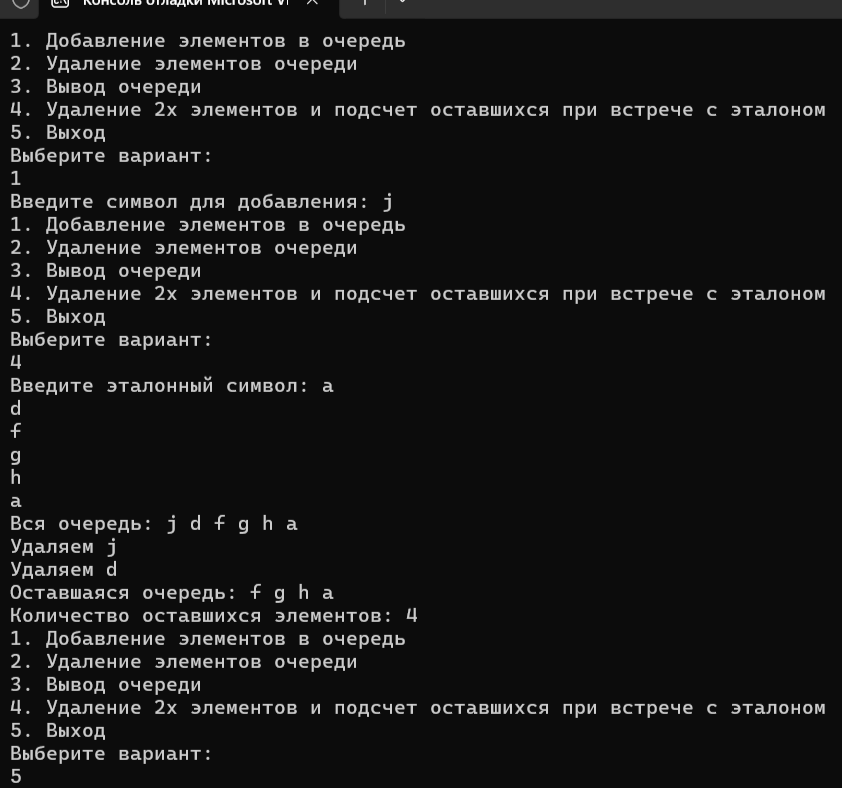 Консоль отладки Microsoft Vi
1. Добавление элементов в очередь
2. Удаление элементов очереди
3. Вывод очереди
4. Удаление 2х элементов и подсчет оставшихся при встрече с эталоном
5. Выход
Выберите вариант:
1
Введите символ для добавления: j
1. Добавление элементов в очередь
2. Удаление элементов очереди
3. Вывод очереди
4. Удаление 2х элементов и подсчет оставшихся при встрече с эталоном
5. Выход
Выберите вариант:
4
Введите эталонный символ: a
d
f
g
h
a
Вся очередь: j d f g h a
Удаляем j
Удаляем d
Оставшаяся очередь: f g h a
Количество оставшихся элементов: 4
1. Добавление элементов в очередь
2. Удаление элементов очереди
3. Вывод очереди
4. Удаление 2х элементов и подсчет оставшихся при встрече с эталоном
5. Выход
Выберите вариант:
5